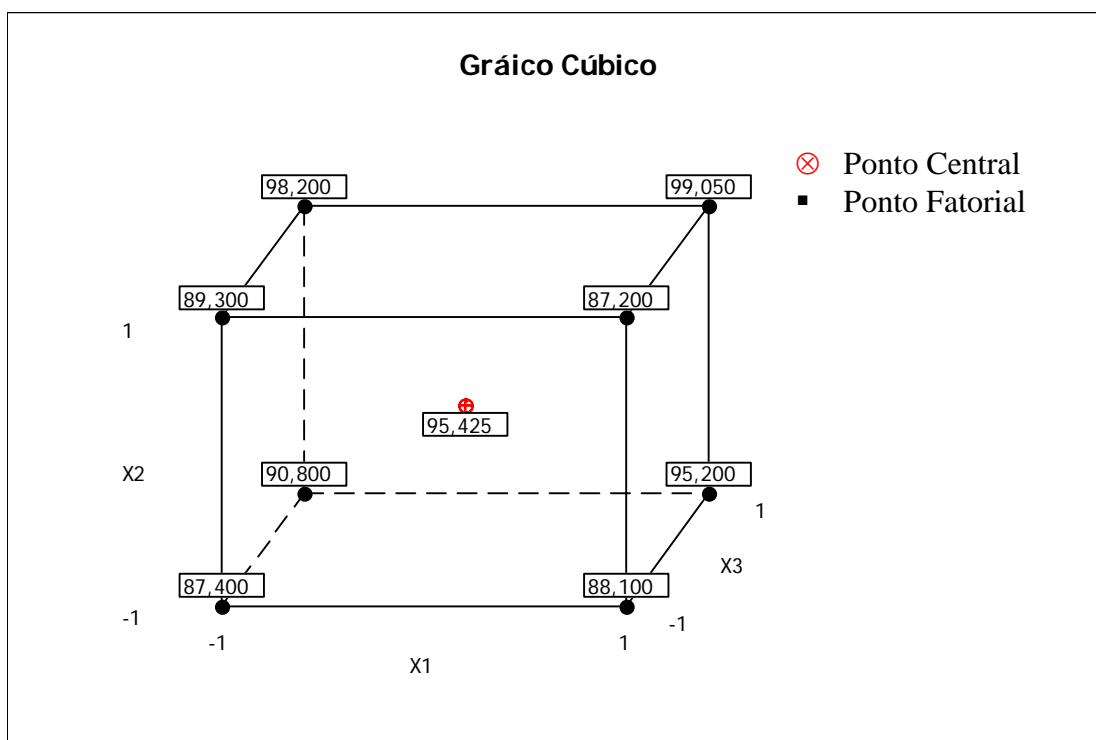 Gráico Cúbico
Ponto Central
Ponto Fatorial
98,200
99,050
89,300
87,200
1
95,425
X2
90,800
95,200
1
X3
87,400
88,100
-1
-1
-1
1
X1